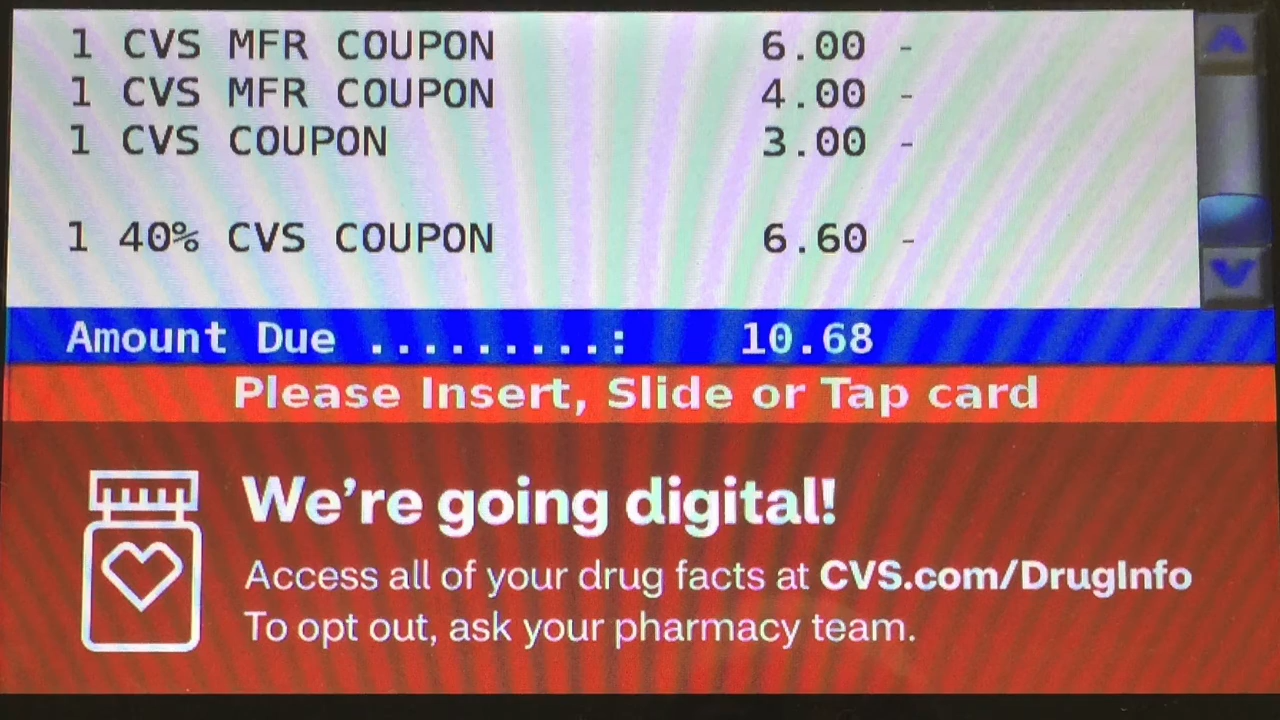 1 CVS MFR COUPON 6.00 -
1 CVS MFR COUPON 4.00 -
1 CVS COUPON 3.00 -
1 40% CVS COUPON 6.60 -
Amount Due .........: 10.68
Please Insert, Slide or Tap card
We're going digital!
Access all of your drug facts at CVS.com/DrugInfo
To opt out, ask your pharmacy team.